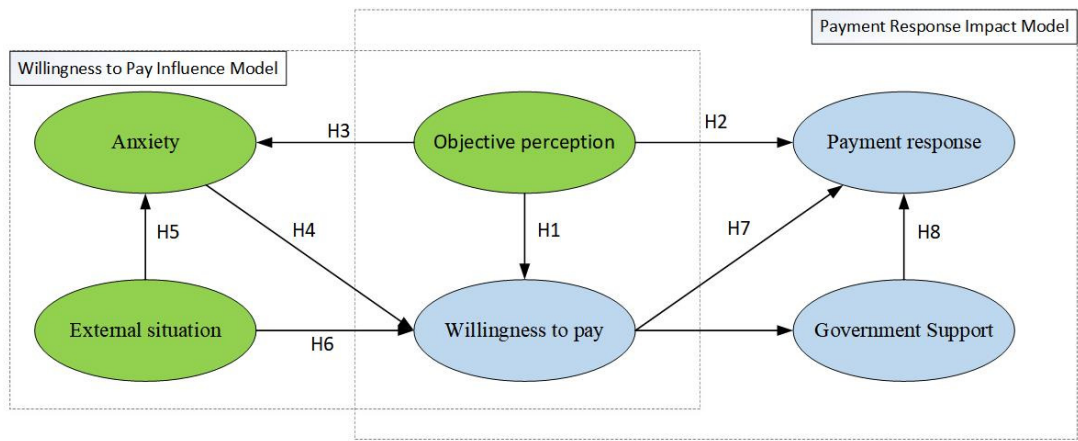 Payment Response Impact Model
Willingness to Pay Influence Model
Anxiety
H3
Objective perception
H2
Payment response
H5
H4
H1
H7
H8
External situation
H6
Willingness to pay
Government Support